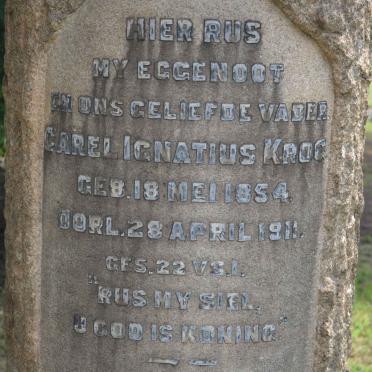 HIER RUS
MY EGGENOOT
EN ONS GELIEFDE VADER
CAREL IGNATIUS KROG
GEB. 18 MEI 1854.
OORL. 28 APRIL 1911.
GES. 22 VS. 1.
"RUS MY SIEL,
U GOD IS KONING."